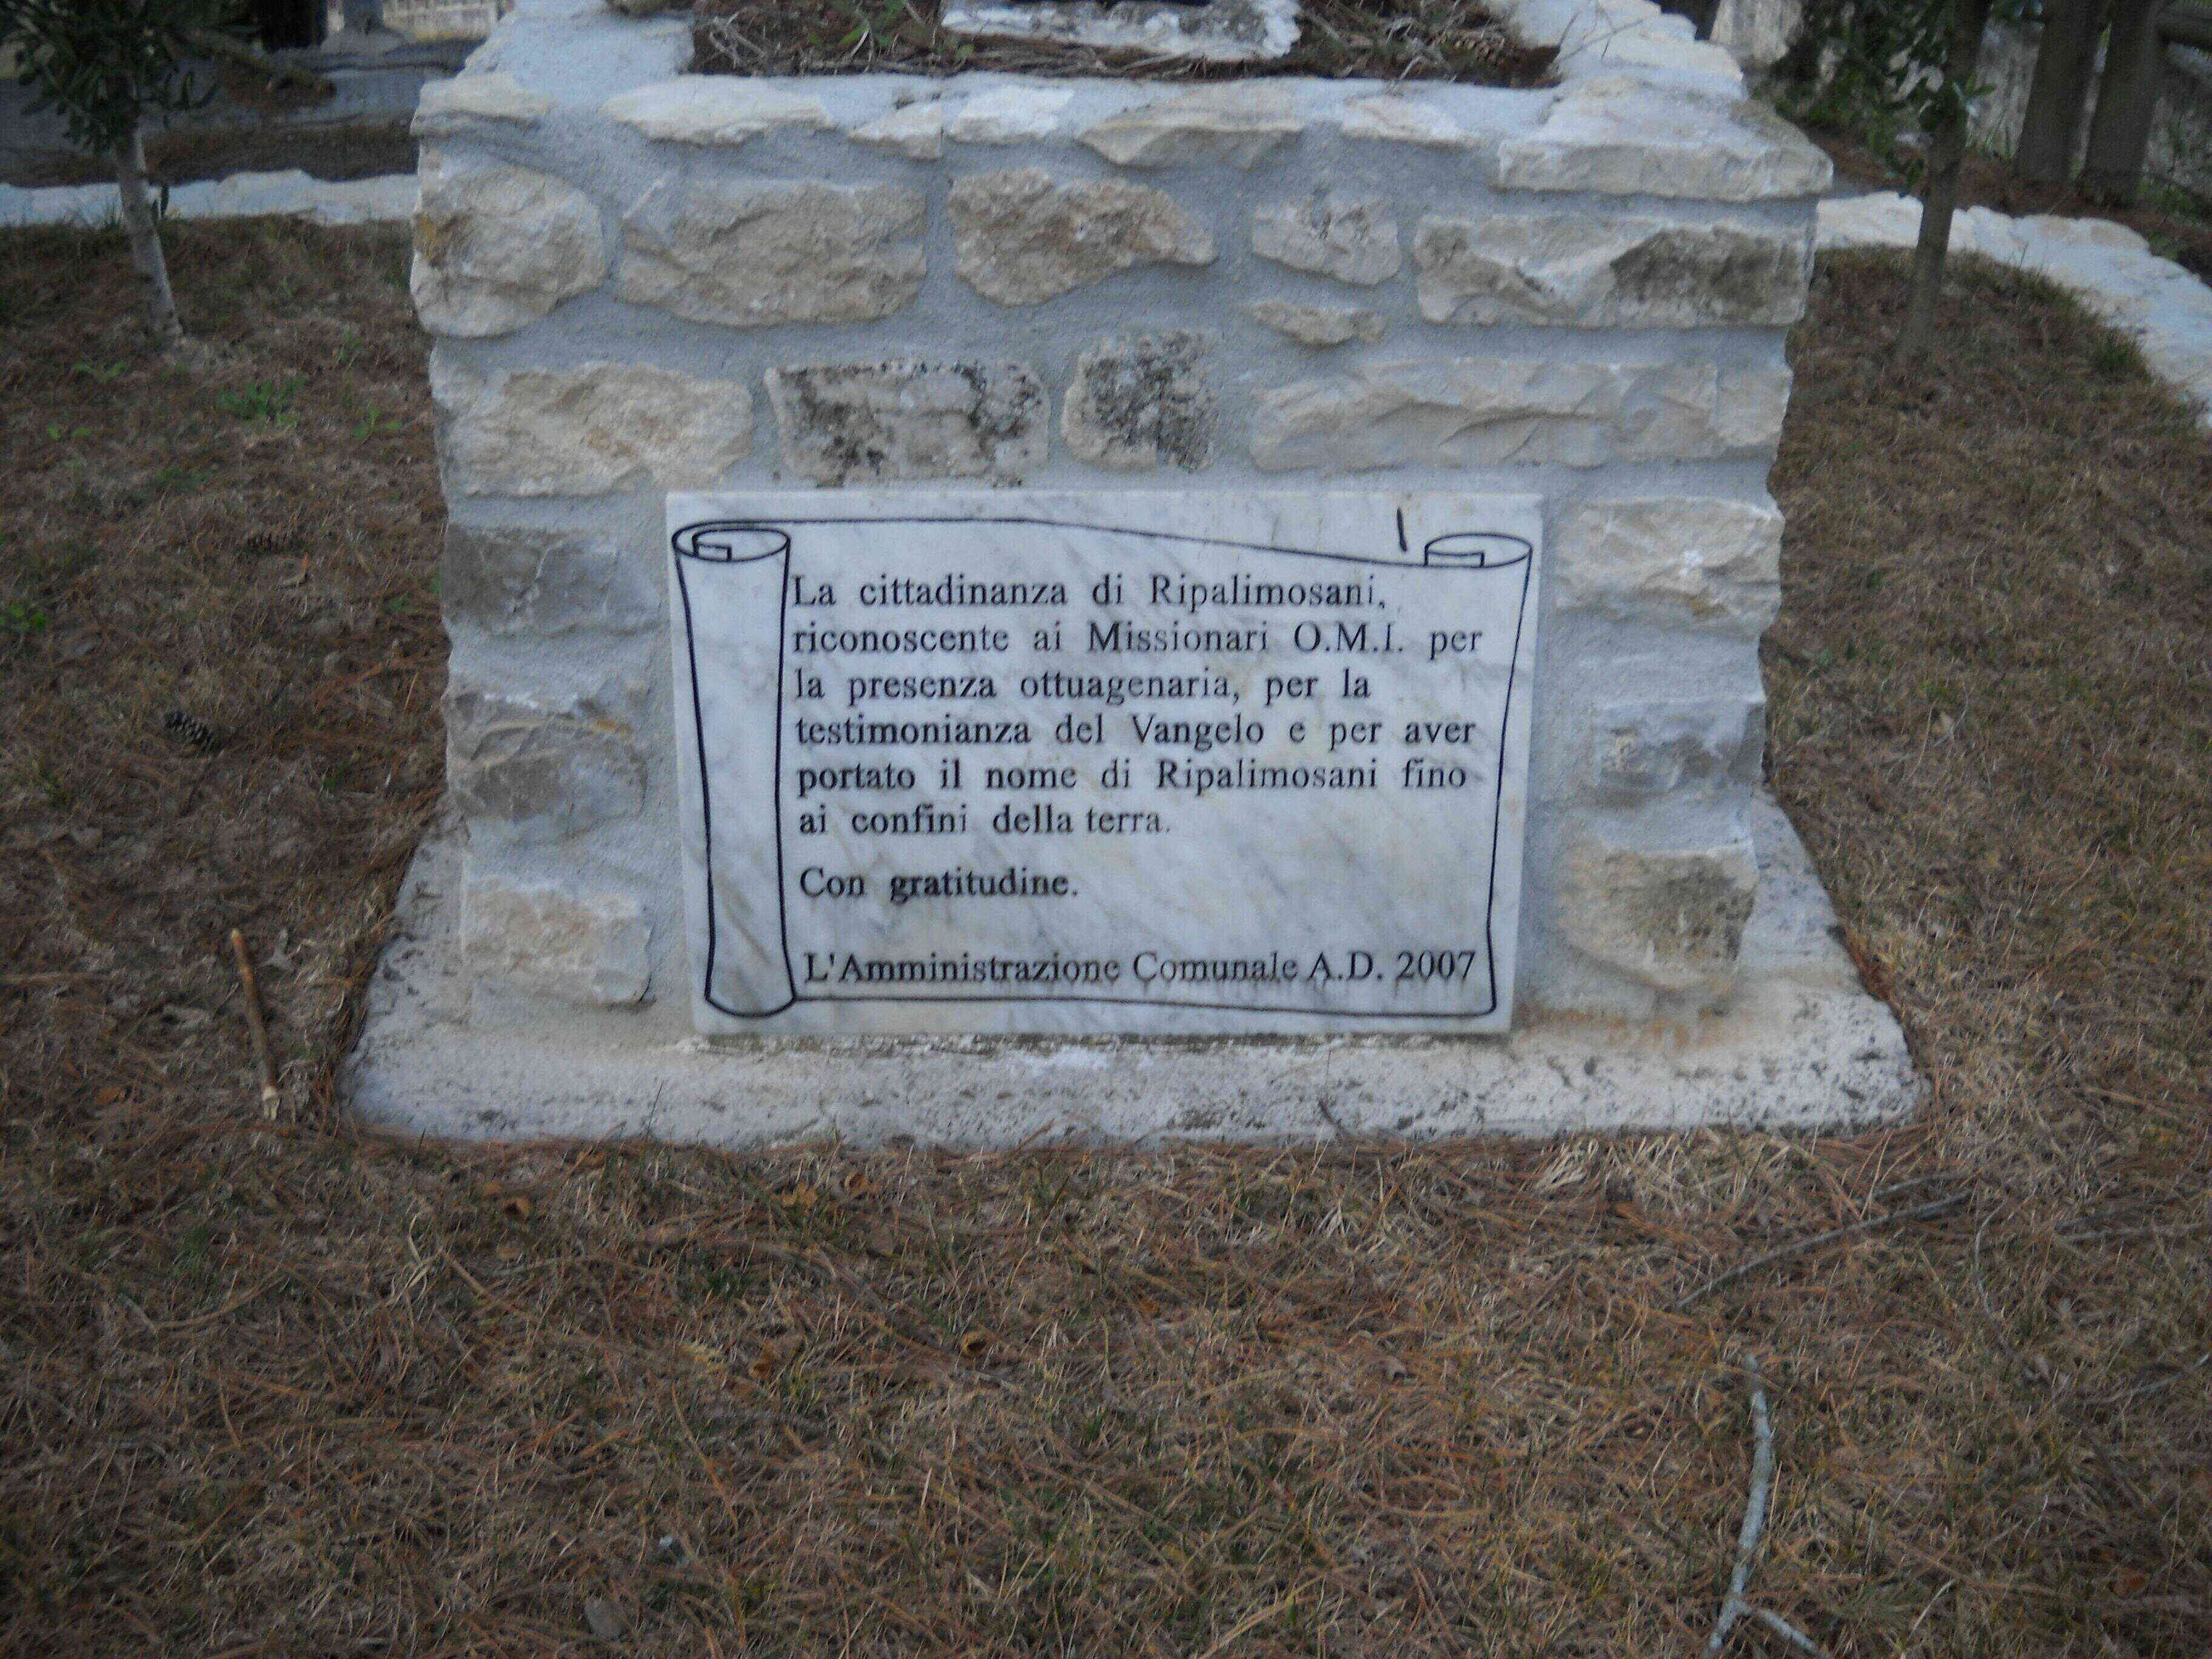 La cittadinanza di Ripalimosani,
riconoscente ai Missionari O.M.I. per
la presenza ottuagenaria, per la
testimonianza del Vangelo e per aver
portato il nome di Ripalimosani fino
ai confini della terra.
Con gratitudine.
L'Amministrazione Comunale A.D. 2007